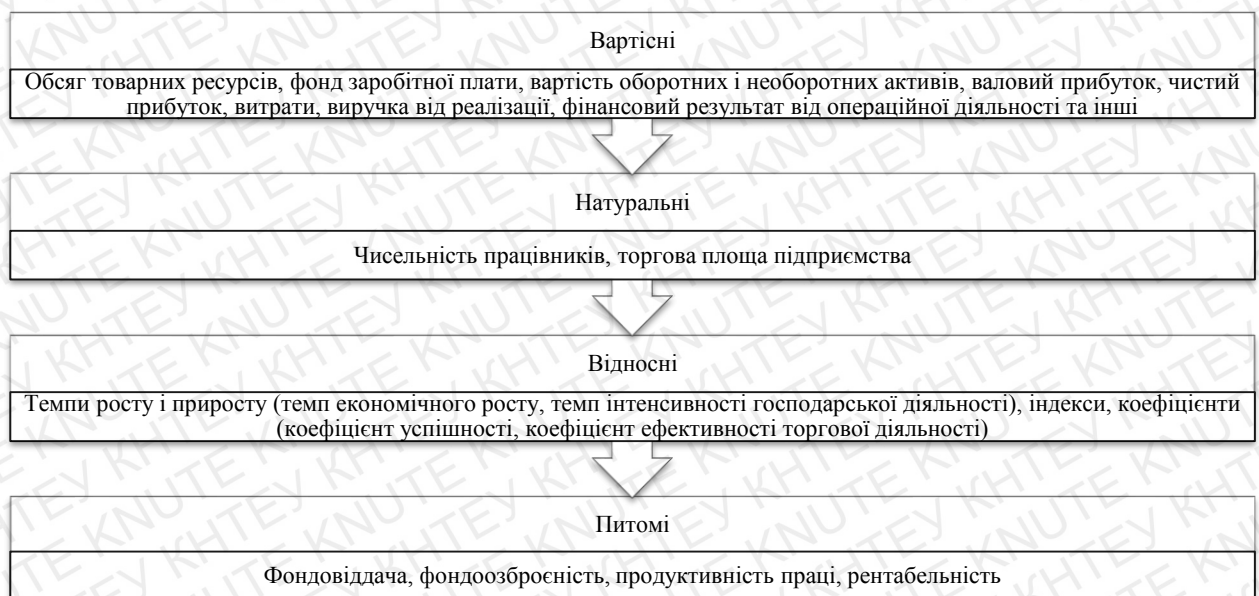 Вартісні
Обсяг товарних ресурсів, фонд заробітної плати, вартість оборотних і необоротних активів, валовий прибуток, чистий
прибуток, витрати, виручка від реалізації, фінансовий результат від операційної діяльності та інші
Натуральні
Чисельність працівників, торгова площа підприємства
Відносні
Темпи росту і приросту (темп економічного росту, темп інтенсивності господарської діяльності), індекси, коефіцієнти
(коефіцієнт успішності, коефіцієнт ефективності торгової діяльності)
Питомі
Фондовіддача, фондоозброєність, продуктивність праці, рентабельність